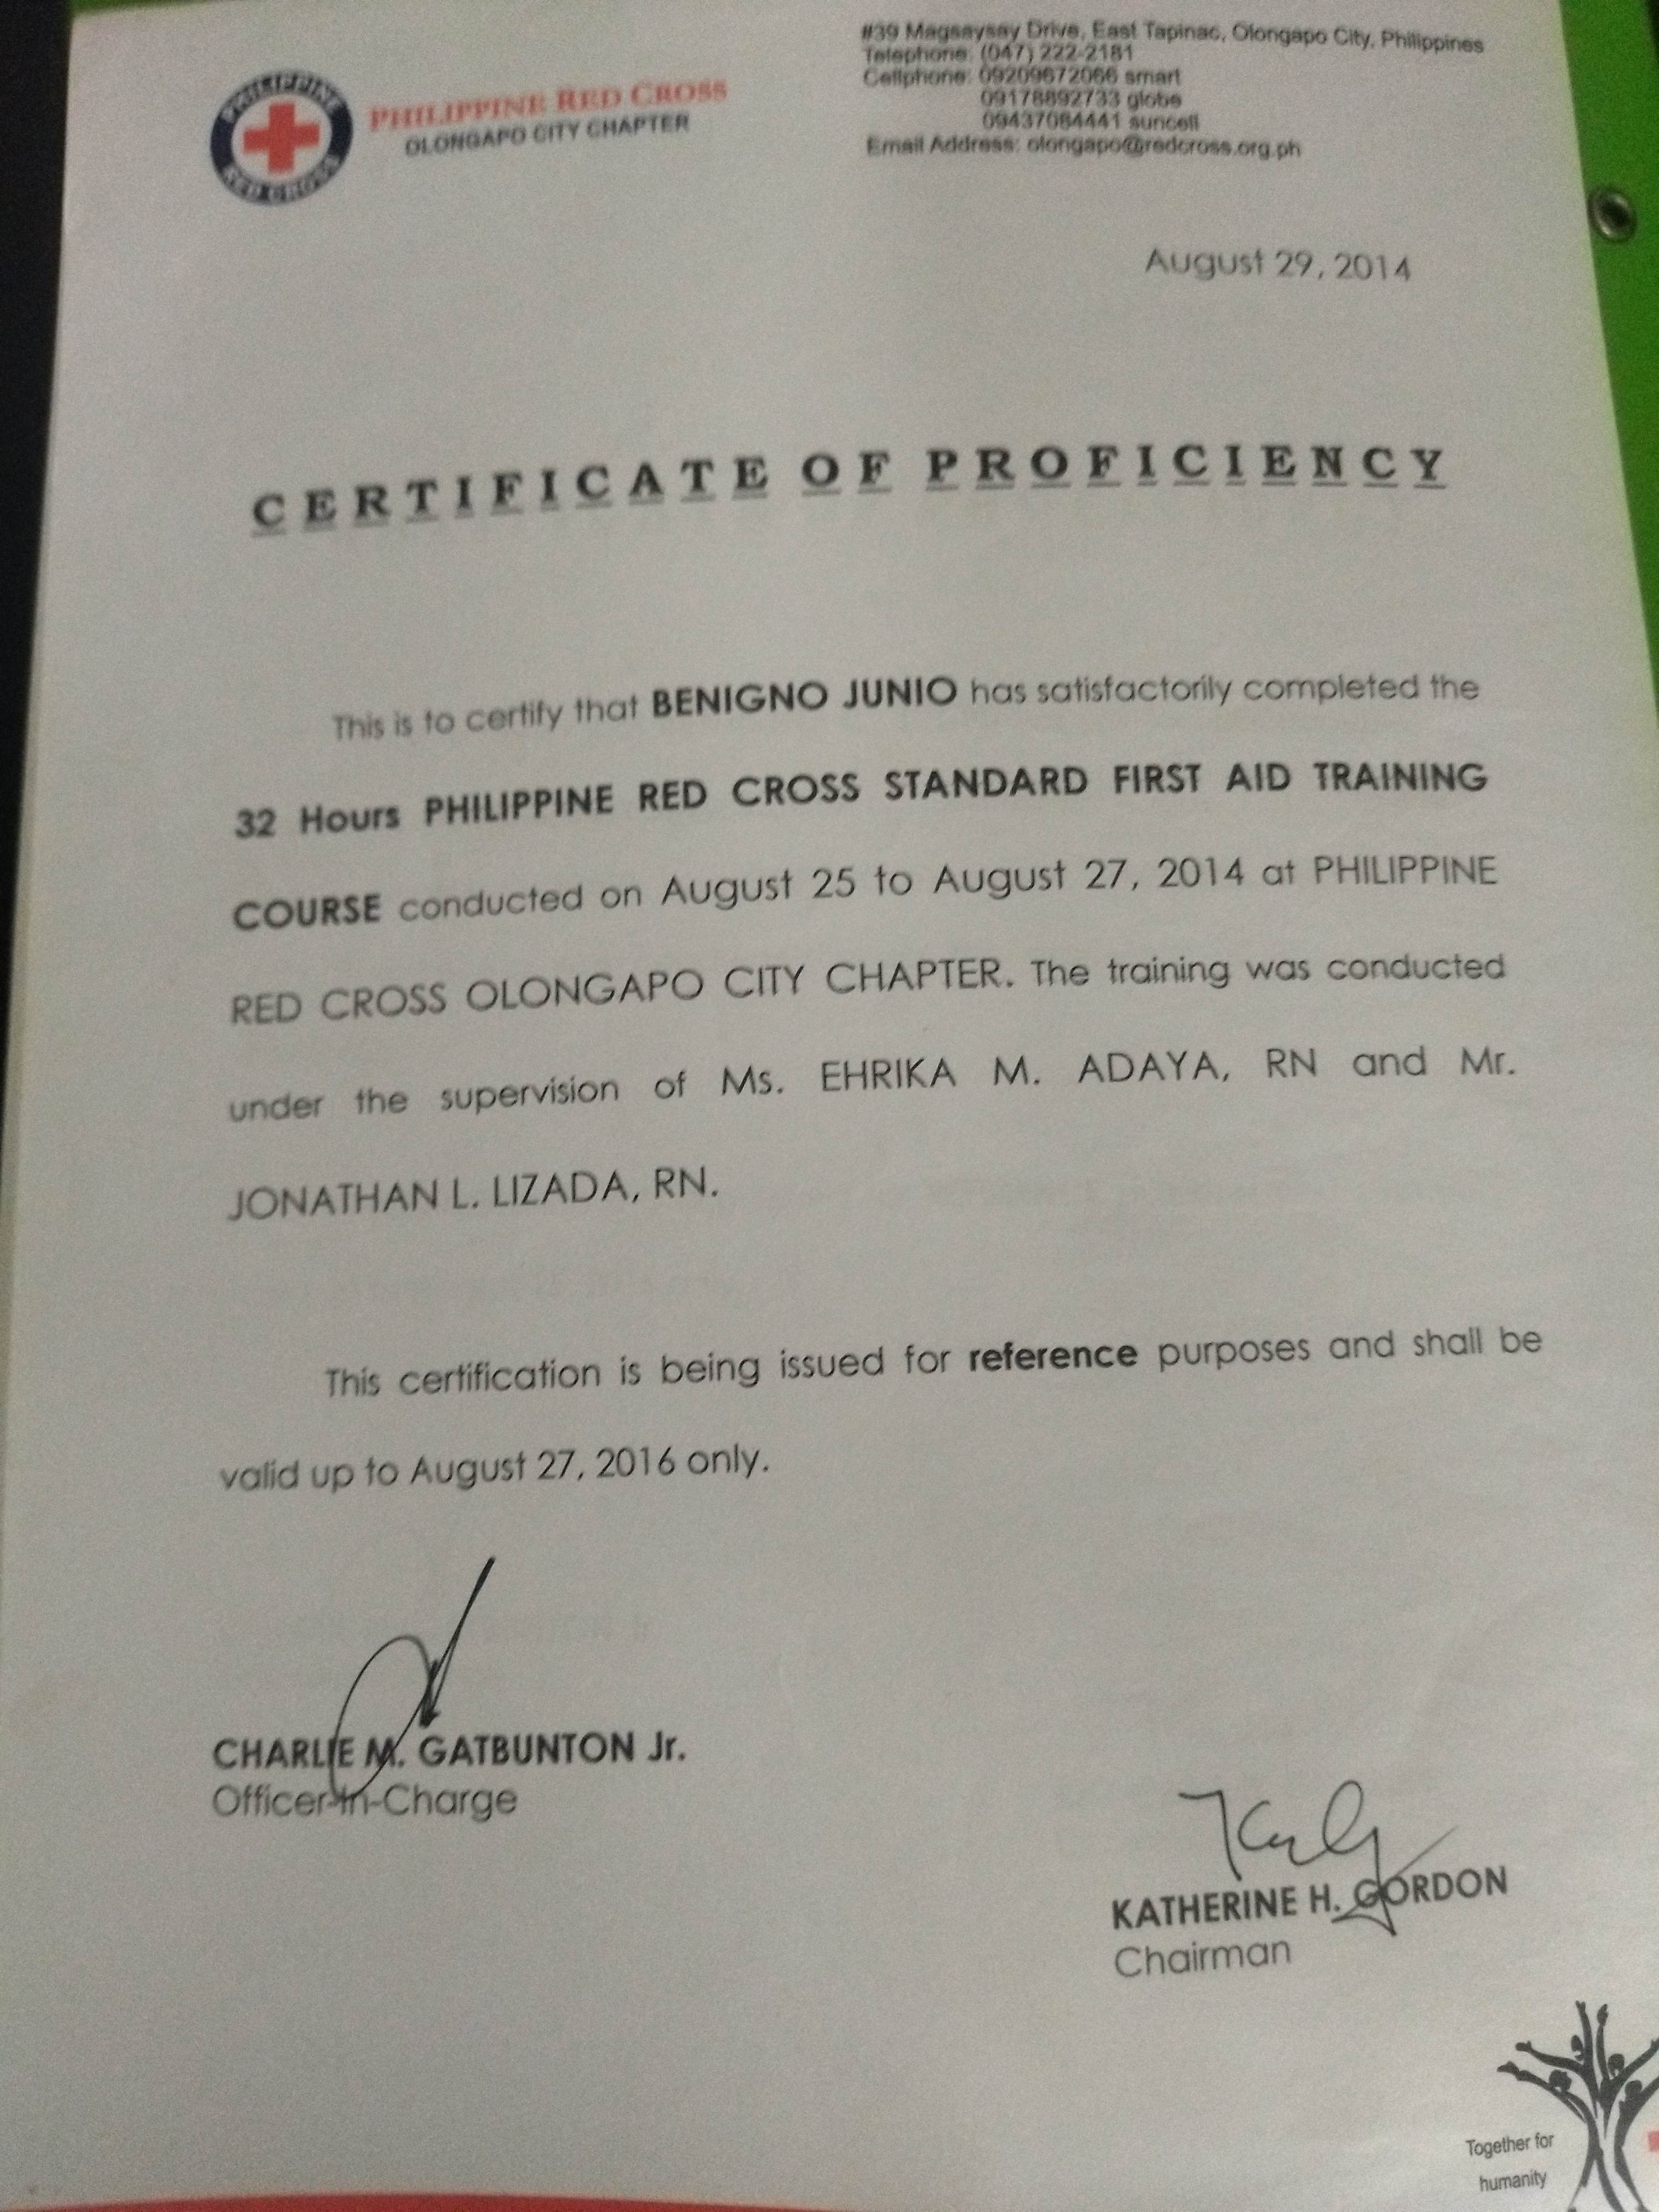 PHILIPPINE
RED CROSS
PHILIPPINE RED CROSS
OLONGAPO CITY CHAPTER
#39 Magsaysay Drive, East Tapinac, Olongapo City, Philippines
Telephone: (047) 222-2181
Cellphone: 09209672066 smart
09178892733 globe
09437084441 suncell
Email Address: olongapo@redcross.org.ph
August 29, 2014
CERTIFICATE OF PROFICIENCY
This is to certify that BENIGNO JUNIO has satisfactorily completed the
32 Hours PHILIPPINE RED CROSS STANDARD FIRST AID TRAINING
COURSE conducted on August 25 to August 27, 2014 at PHILIPPINE
RED CROSS OLONGAPO CITY CHAPTER. The training was conducted
under the supervision of Ms. EHRIKA M. ADAYA, RN and Mr.
JONATHAN L. LIZADA, RN.
This certification is being issued for reference purposes and shall be
valid up to August 27, 2016 only.
CHARLIE M. GATBUNTON Jr.
Officer-In-Charge
KATHERINE H. GORDON
Chairman
Together for
humanity